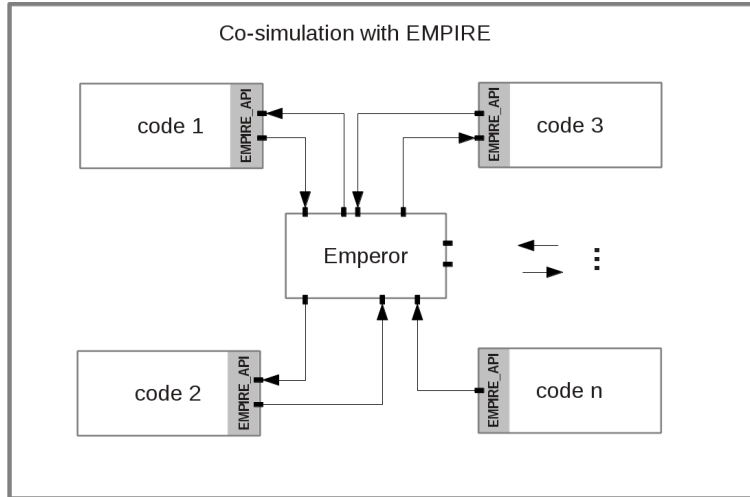 Co-simulation with EMPIRE
code 1
EMPIRE_API
EMPIRE_API
code 3
Emperor
code 2
EMPIRE_API
EMPIRE_API
code n